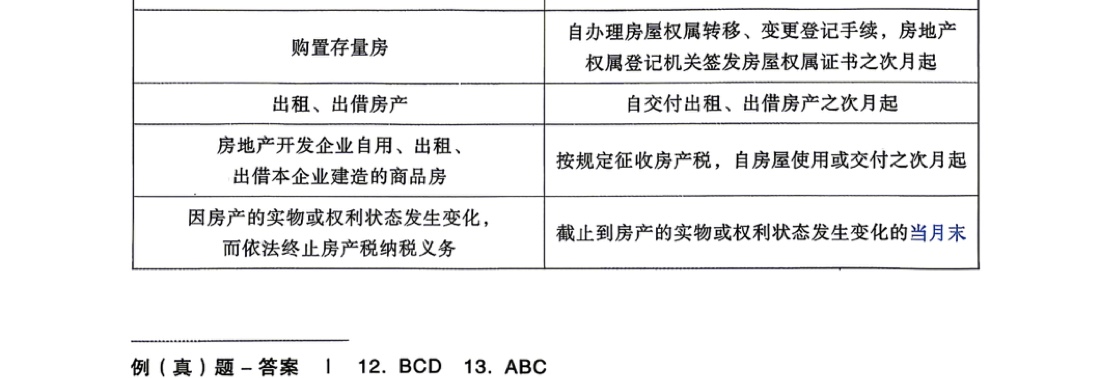 购置存量房
自办理房屋权属转移、变更登记手续，房地产
权属登记机关签发房屋权属证书之次月起
出租、出借房产
自交付出租、出借房产之次月起
房地产开发企业自用、出租、
出借本企业建造的商品房
按规定征收房产税，自房屋使用或交付之次月起
因房产的实物或权利状态发生变化，
而依法终止房产税纳税义务
截止到房产的实物或权利状态发生变化的当月末
例（真）题－答案 | 12. BCD 13. ABC